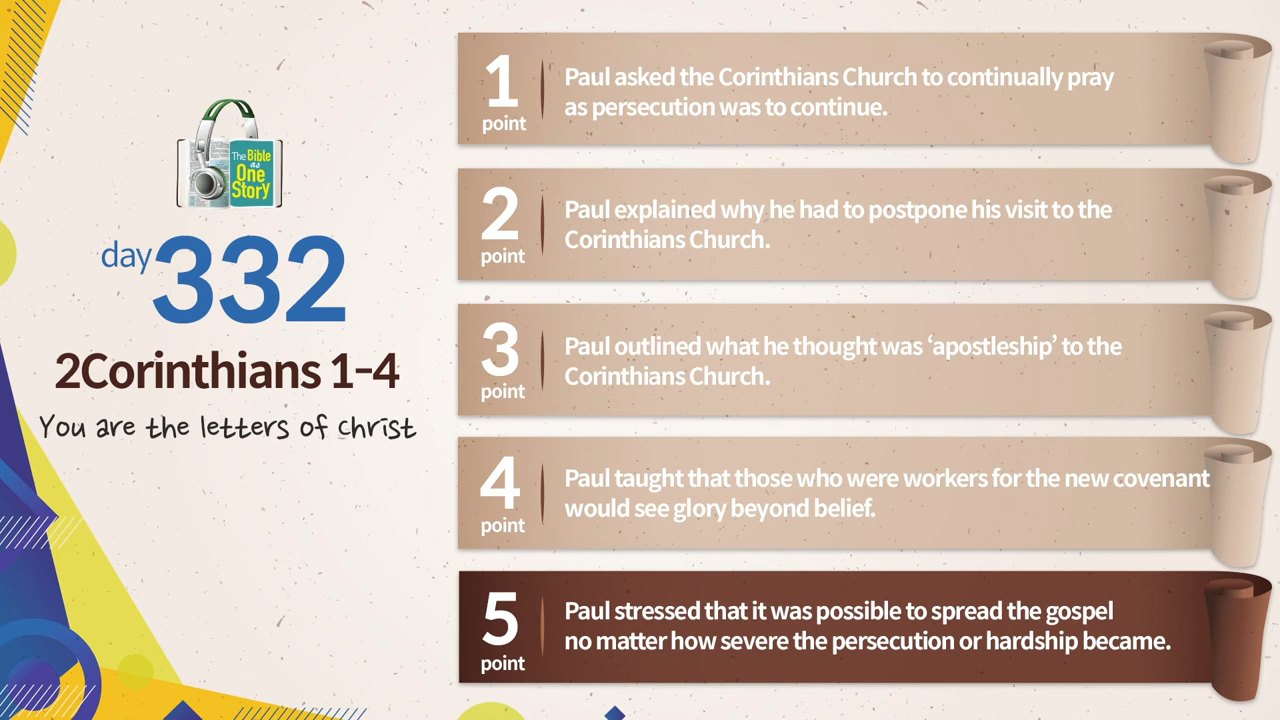 The Bible
as
One
Story
day 332
2Corinthians 1-4
You are the letters of christ
1
point
Paul asked the Corinthians Church to continually pray
as persecution was to continue.
2
point
Paul explained why he had to postpone his visit to the
Corinthians Church.
3
point
Paul outlined what he thought was ‘apostleship’ to the
Corinthians Church.
4
point
Paul taught that those who were workers for the new covenant
would see glory beyond belief.
5
point
Paul stressed that it was possible to spread the gospel
no matter how severe the persecution or hardship became.